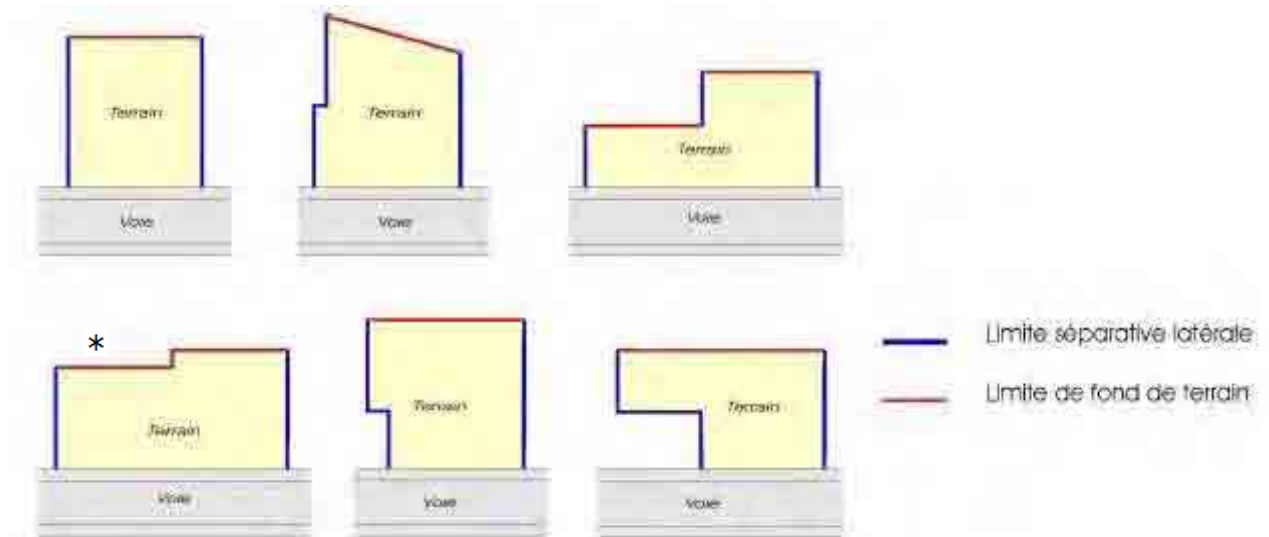 Terrain
Terrain
Terrain
Voie
Voie
Voie
*
Terrain
Terrain
Terrain
Voie
Voie
Voie
Limite séparative latérale
Limite de fond de terrain